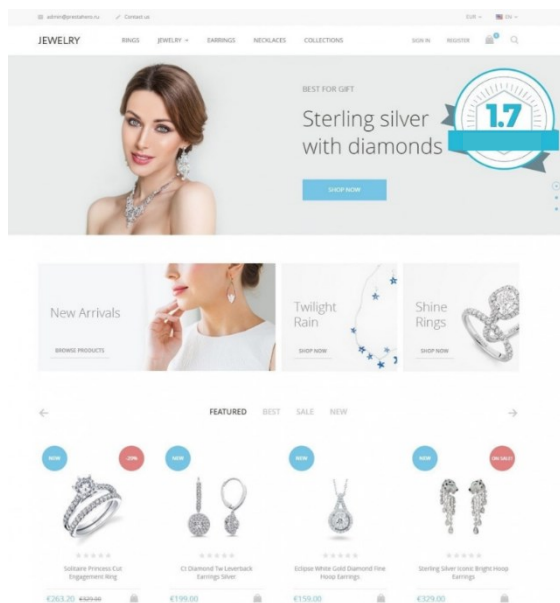 admin@prestahero.ru Contact us EUR EN
JEWELRY RINGS JEWELRY EARRINGS NECKLACES COLLECTIONS SIGN IN REGISTER
BEST FOR GIFT
Sterling silver
with diamonds
1.7
SHOP NOW
New Arrivals
BROWSE PRODUCTS
Twilight
Rain
SHOP NOW
Shine
Rings
SHOP NOW
FEATURED BEST SALE NEW
NEW -20% NEW NEW NEW ON SALE!
Solitaire Princess Cut
Engagement Ring
€263.20 €329.00
Ct Diamond Tw Leverback
Earrings Silver
€199.00
Eclipse White Gold Diamond Fine
Hoop Earrings
€159.00
Sterling Silver Iconic Bright Hoop
Earrings
€329.00